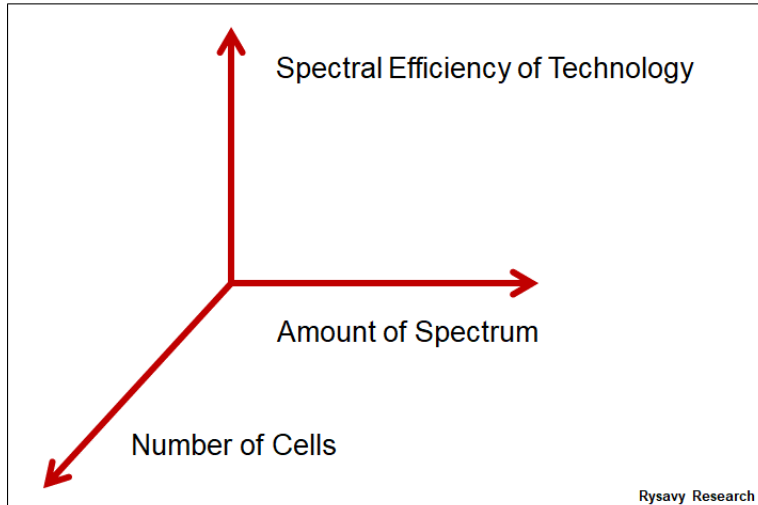 Spectral Efficiency of Technology
Amount of Spectrum
Number of Cells
Rysavy Research